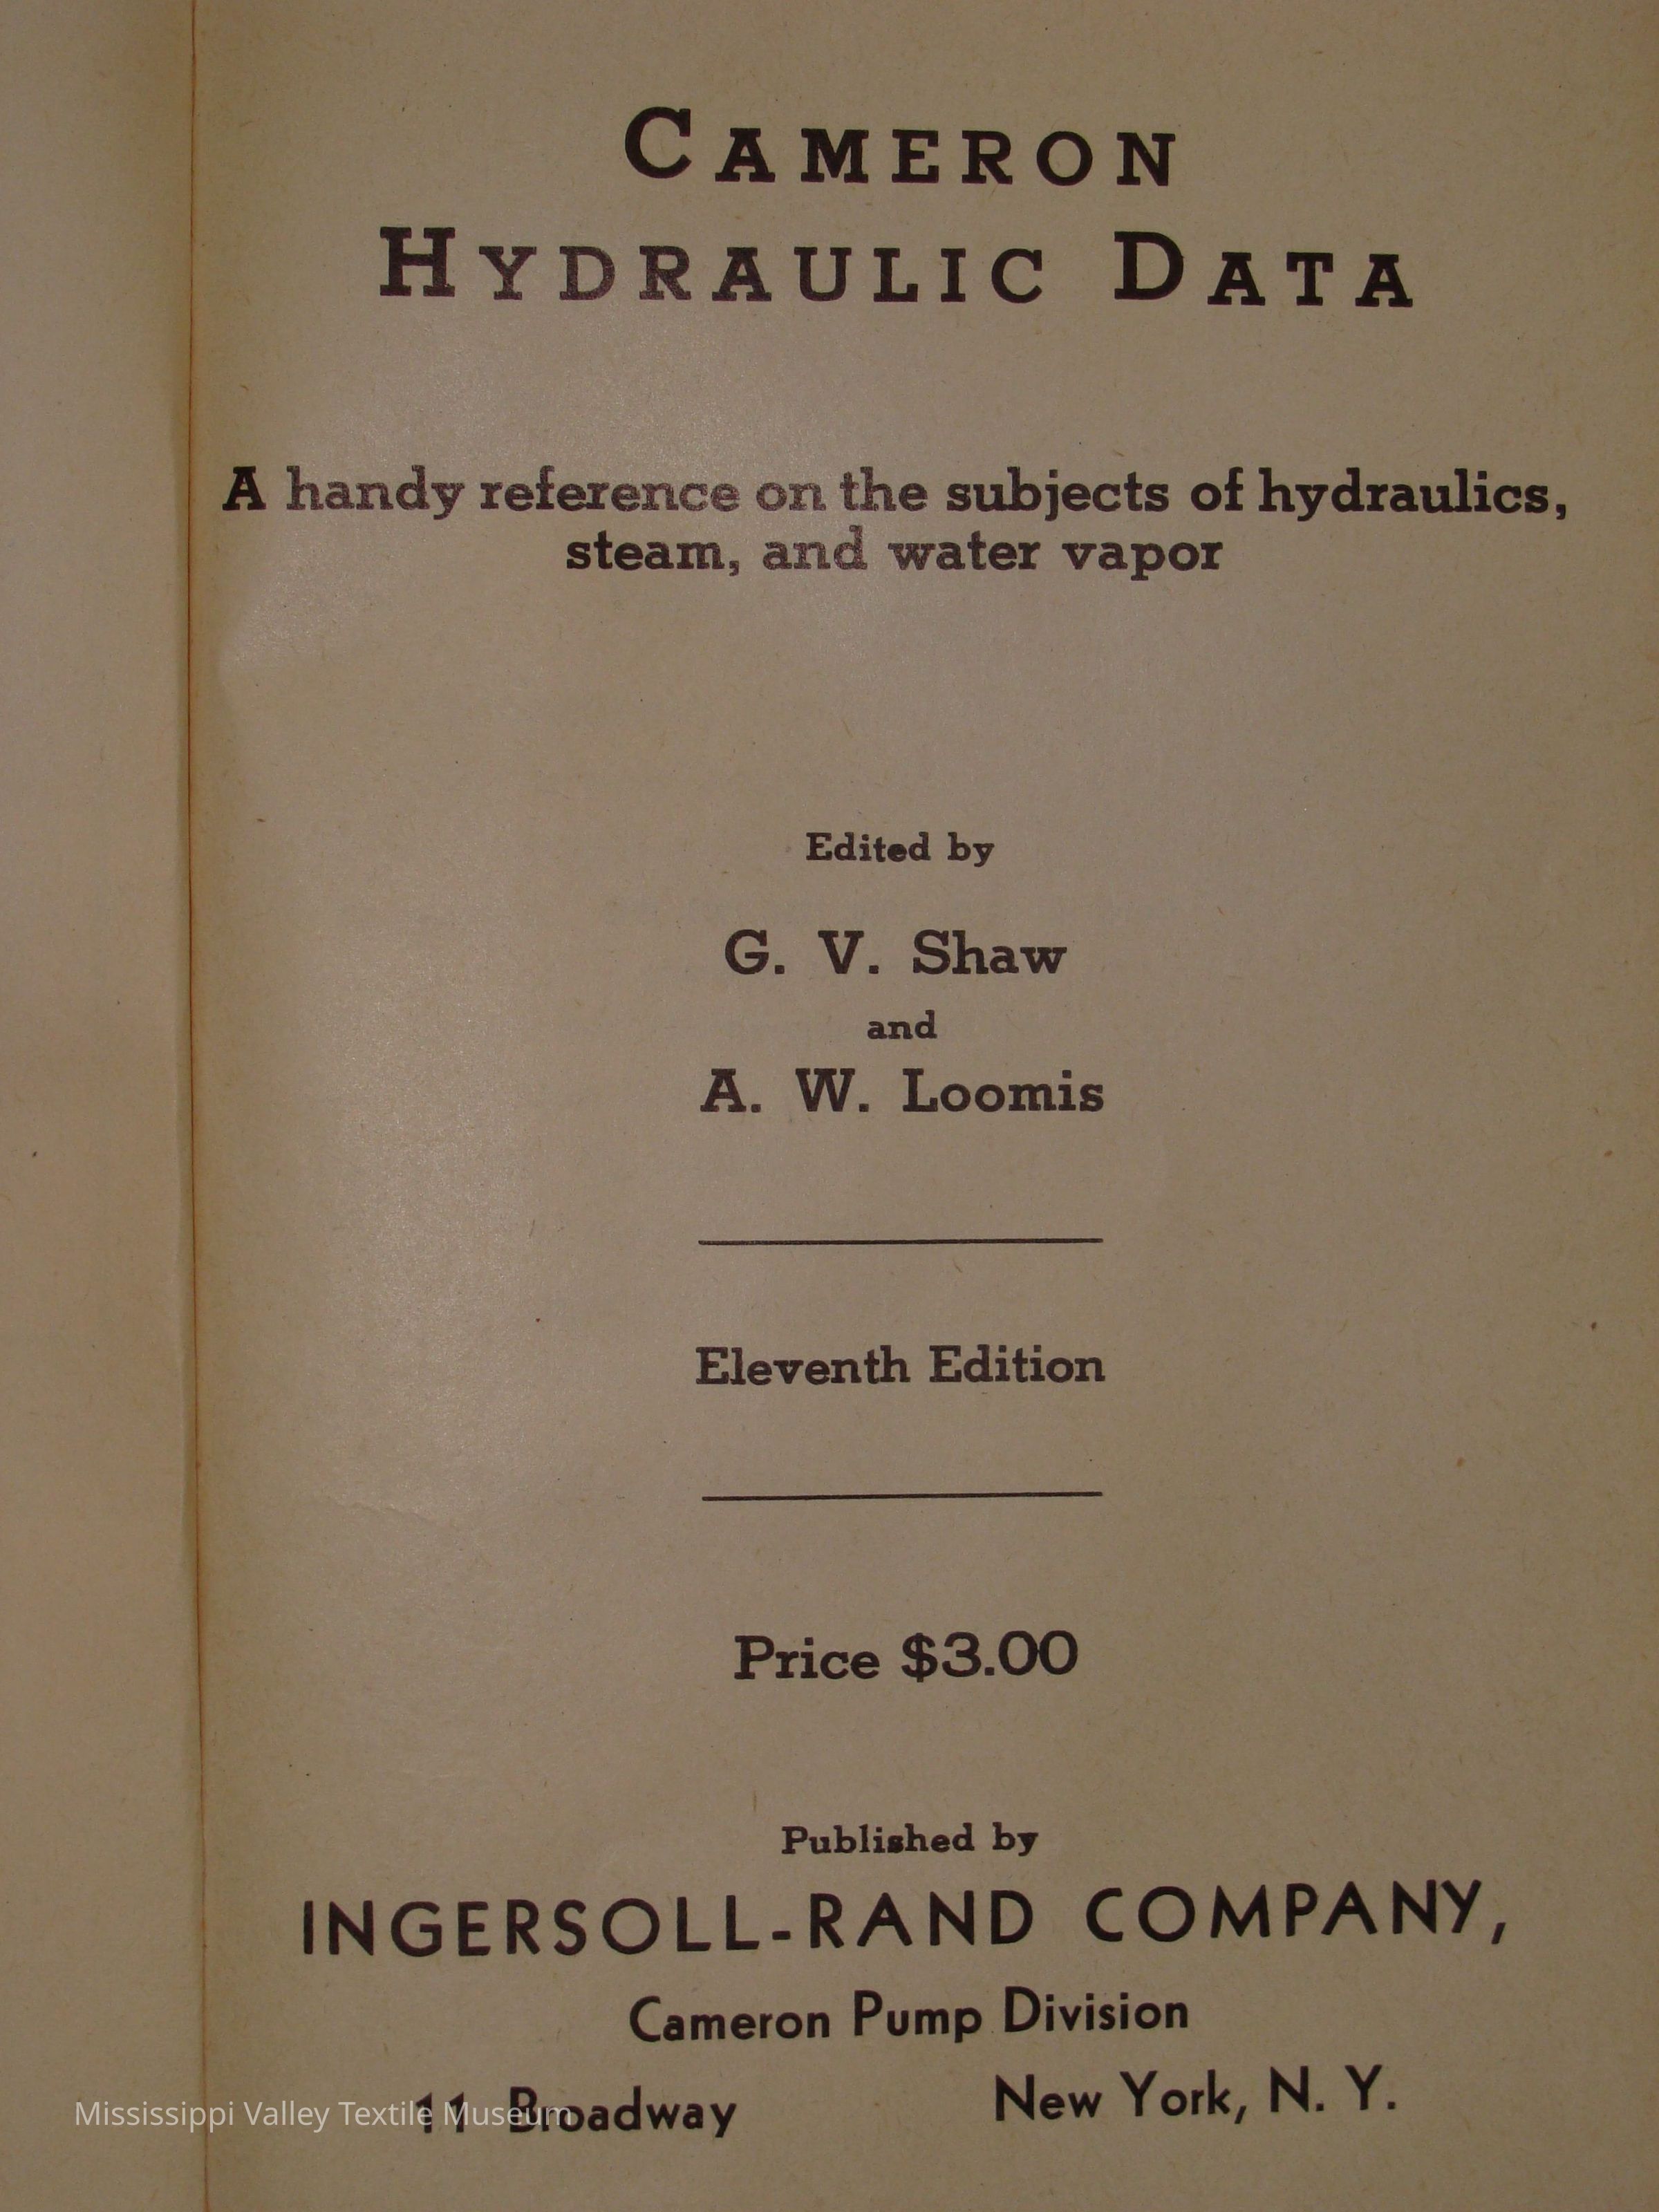 CAMERON
HYDRAULIC DATA
A handy reference on the subjects of hydraulics,
steam, and water vapor
Edited by
G. V. Shaw
and
A. W. Loomis
Eleventh Edition
Price $3.00
Published by
INGERSOLL-RAND COMPANY,
Cameron Pump Division
11 Broadway New York, N. Y.
Mississippi Valley Textile Museum